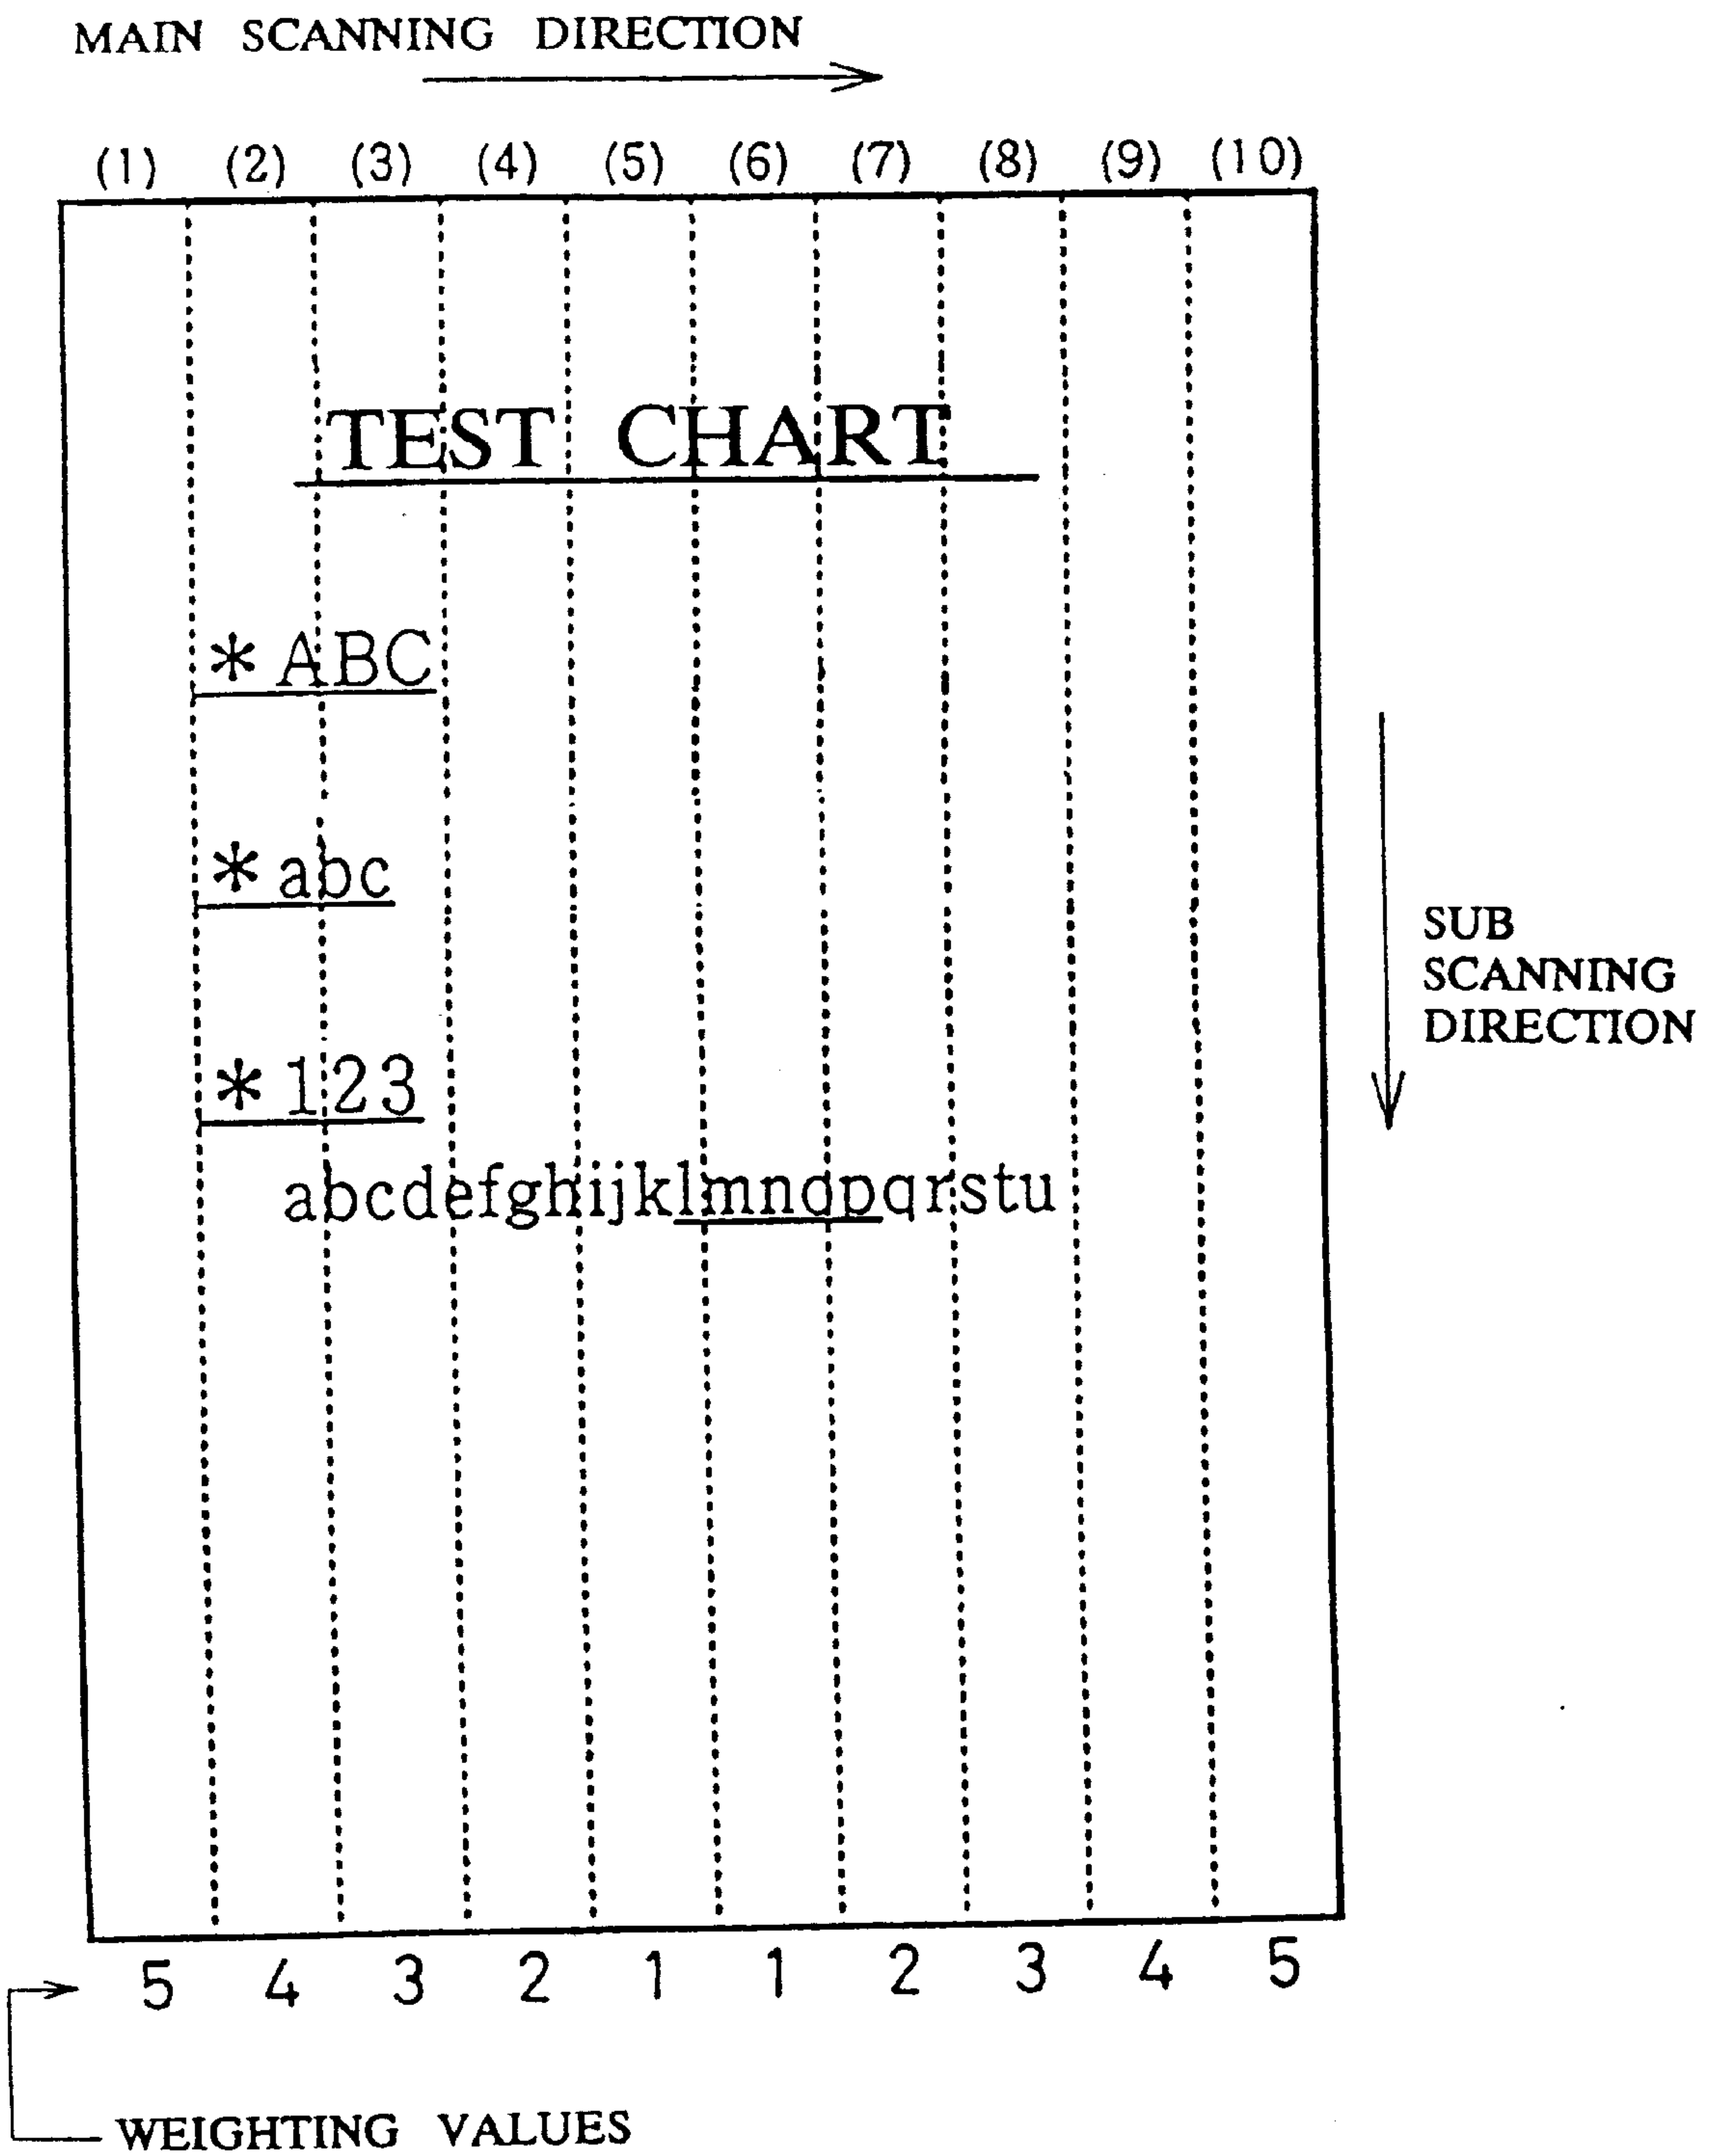 MAIN SCANNING DIRECTION
(1) (2) (3) (4) (5) (6) (7) (8) (9) (10)
TEST CHART
* ABC
* abc
SUB
SCANNING
DIRECTION
* 123
abcdefghijklmnopqrstu
5 4 3 2 1 1 2 3 4 5
WEIGHTING VALUES